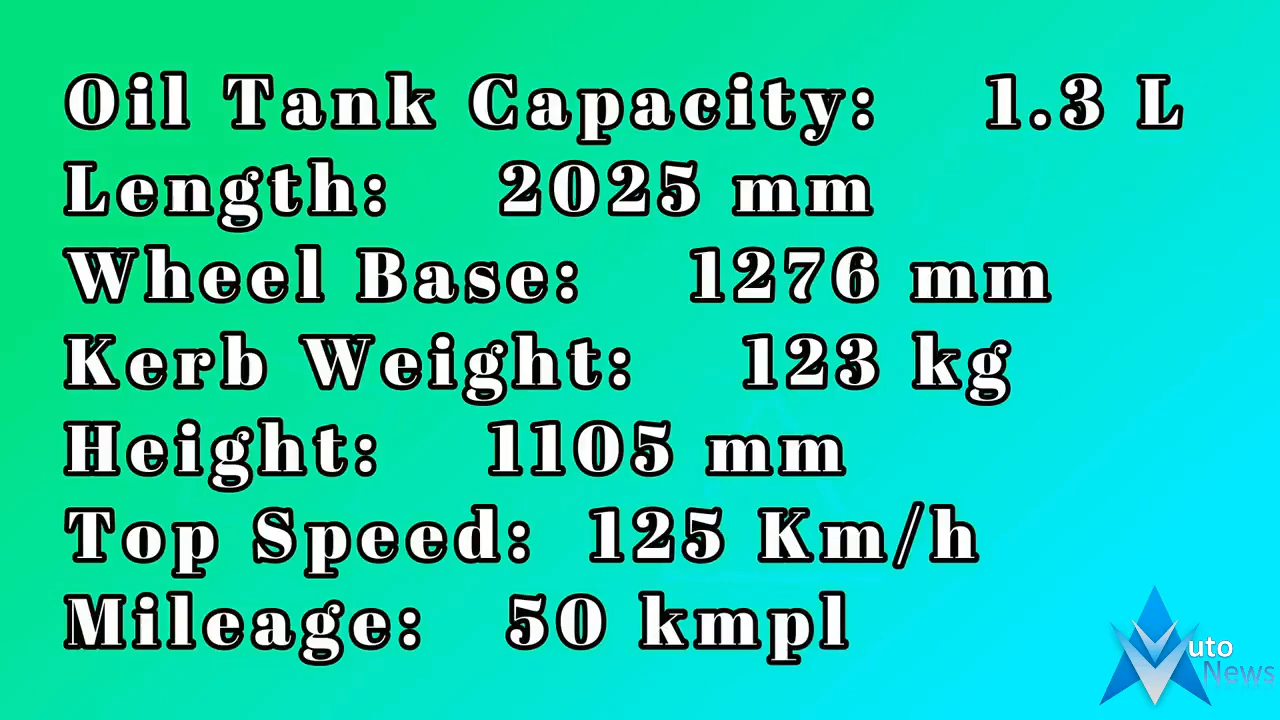 Oil Tank Capacity: 1.3 L
Length: 2025 mm
Wheel Base: 1276 mm
Kerb Weight: 123 kg
Height: 1105 mm
Top Speed: 125 Km/h
Mileage: 50 kmpl
uto
News